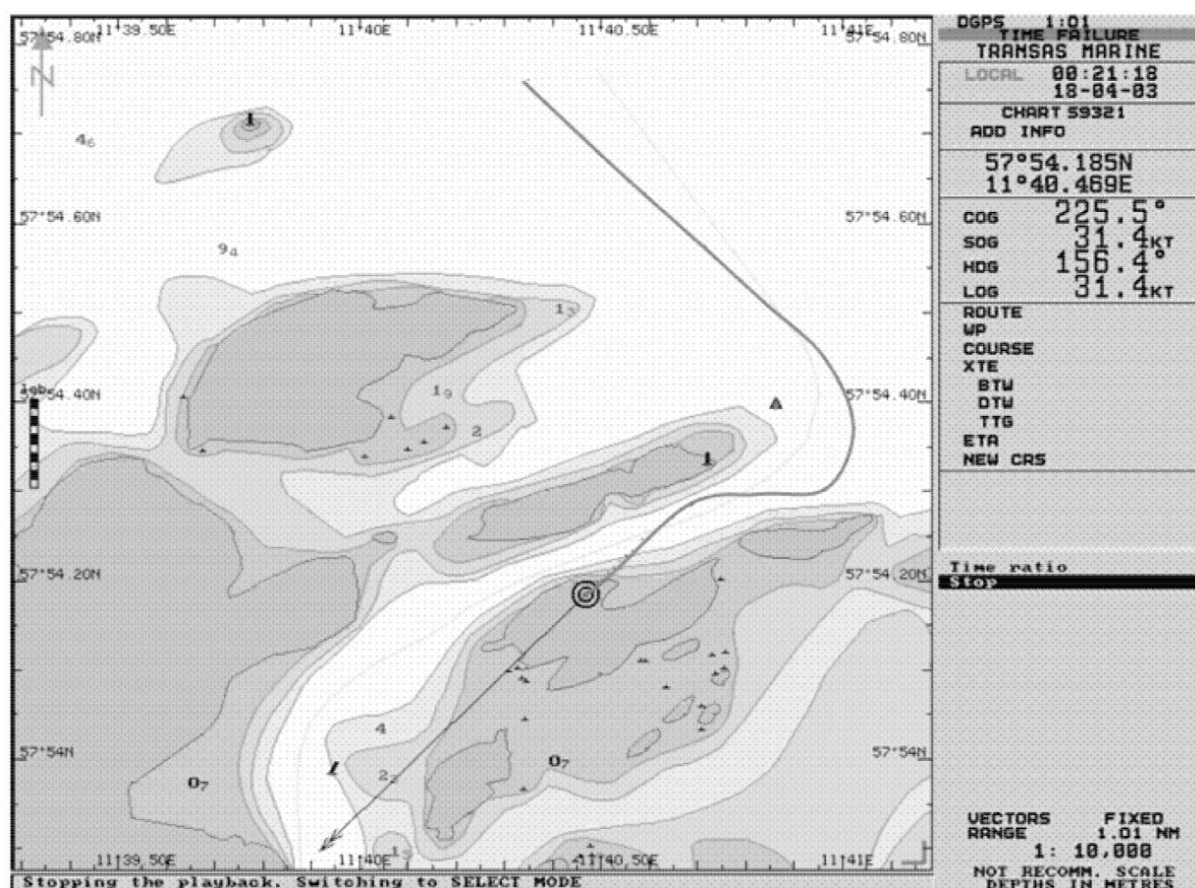 11°39.50E 11°40E 11°40.50E 11°41E
57°54.80N 57°54.80N
N
4₆
57°54.60N 57°54.60N
9₄
1₃
57°54.40N 57°54.40N
1₉
2
57°54.20N 57°54.20N
4
57°54N 57°54N
0₇
0₇
11°39.50E 11°40E 11°40.50E 11°41E
Stopping the playback. Switching to SELECT MODE
DGPS 1:01
TIME FAILURE
TRANSAS MARINE
LOCAL 00:21:18
18-04-03
CHART 59321
ADD INFO
57°54.185N
11°40.469E
COG 225.5°
SOG 31.4KT
HDG 156.4°
LOG 31.4KT
ROUTE
WP
COURSE
XTE
BTW
DTW
TTG
ETA
NEW CRS
Time ratio
Stop
VECTORS FIXED
RANGE 1.01 NM
1: 10,000
NOT RECOMM. SCALE
DEPTHS IN METRES